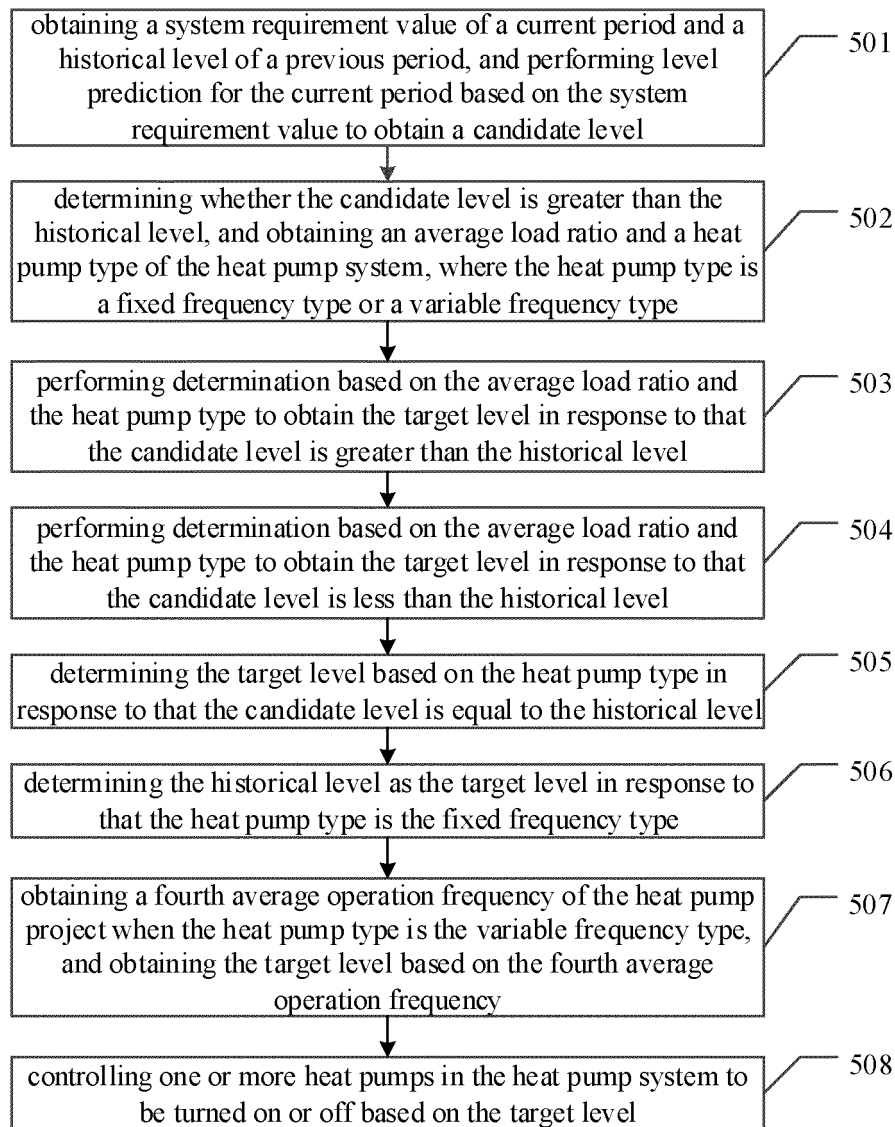 obtaining a system requirement value of a current period and a
historical level of a previous period, and performing level
prediction for the current period based on the system
requirement value to obtain a candidate level
501
determining whether the candidate level is greater than the
historical level, and obtaining an average load ratio and a heat
pump type of the heat pump system, where the heat pump type is
a fixed frequency type or a variable frequency type
502
performing determination based on the average load ratio and
the heat pump type to obtain the target level in response to that
the candidate level is greater than the historical level
503
performing determination based on the average load ratio and
the heat pump type to obtain the target level in response to that
the candidate level is less than the historical level
504
determining the target level based on the heat pump type in
response to that the candidate level is equal to the historical level
505
determining the historical level as the target level in response to
that the heat pump type is the fixed frequency type
506
obtaining a fourth average operation frequency of the heat pump
project when the heat pump type is the variable frequency type,
and obtaining the target level based on the fourth average
operation frequency
507
controlling one or more heat pumps in the heat pump system to
be turned on or off based on the target level
508